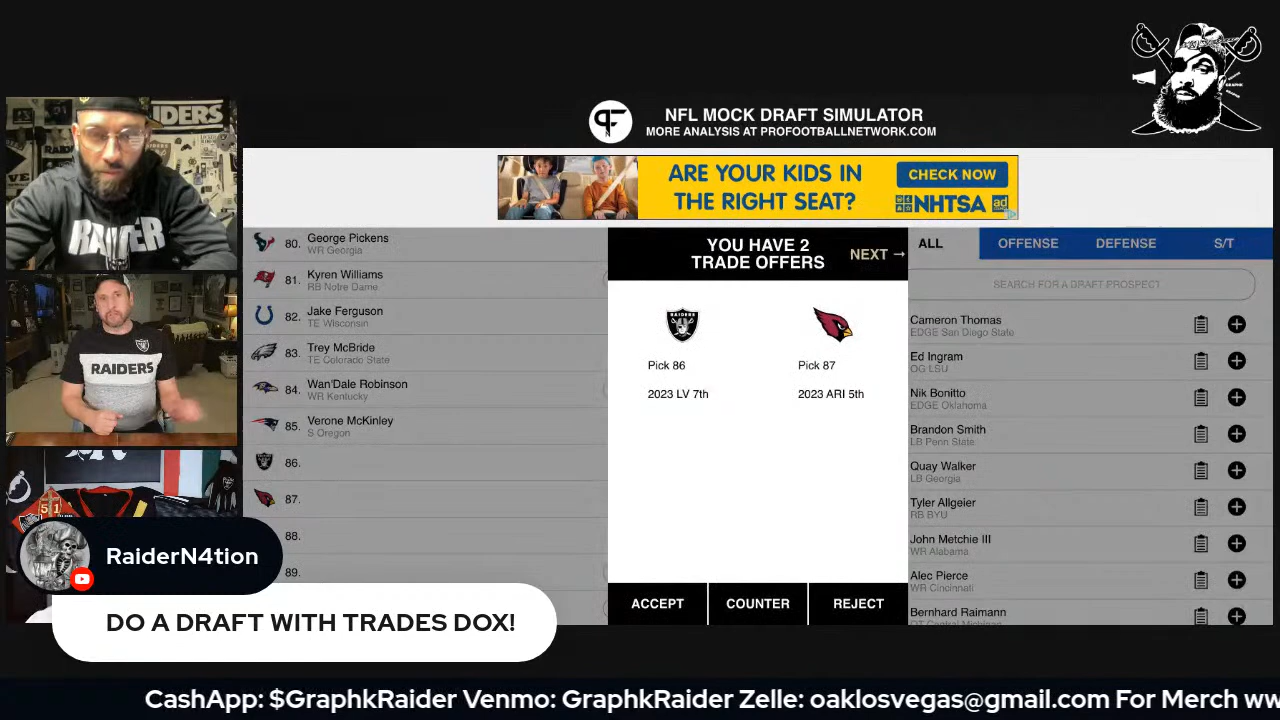 NFL MOCK DRAFT SIMULATOR
MORE ANALYSIS AT PROFOOTBALLNETWORK.COM
ARE YOUR KIDS IN
THE RIGHT SEAT?
CHECK NOW
NHTSA
ad
RAIDERS
80. George Pickens
WR Georgia
81. Kyren Williams
RB Notre Dame
82. Jake Ferguson
TE Wisconsin
83. Trey McBride
TE Colorado State
84. Wan'Dale Robinson
WR Kentucky
85. Verone McKinley
S Oregon
86.
87.
88.
89.
YOU HAVE 2
TRADE OFFERS
NEXT →
RAIDERS
Pick 86
Pick 87
2023 LV 7th
2023 ARI 5th
ACCEPT
COUNTER
REJECT
ALL
OFFENSE
DEFENSE
S/T
SEARCH FOR A DRAFT PROSPECT
Cameron Thomas
EDGE San Diego State
Ed Ingram
OG LSU
Nik Bonitto
EDGE Oklahoma
Brandon Smith
LB Penn State
Quay Walker
LB Georgia
Tyler Allgeier
RB BYU
John Metchie III
WR Alabama
Alec Pierce
WR Cincinnati
Bernhard Raimann
OT Central Michigan
RAIDERS
51
RaiderN4tion
DO A DRAFT WITH TRADES DOX!
CashApp: $GraphkRaider Venmo: GraphkRaider Zelle: oaklosvegas@gmail.com For Merch ww